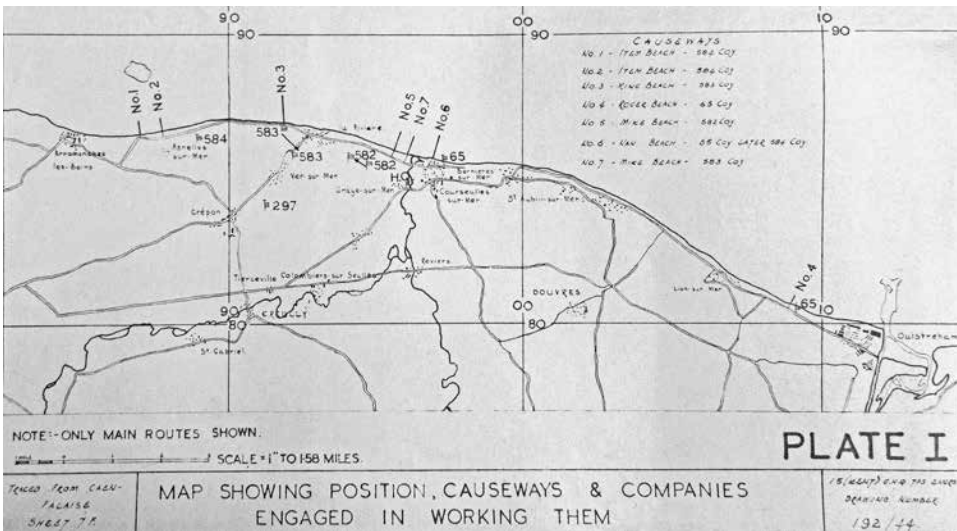 90
00
10
90
90
CAUSEWAYS
No. 1 - ITEM BEACH - 584 Coy
No. 2 - ITEM BEACH - 584 Coy
No. 3 - KING BEACH - 583 Coy
No. 4 - ROGER BEACH - 65 Coy
No. 5 - MIKE BEACH - 582 Coy
No. 6 - NAN BEACH - 65 Coy LATER 584 Coy
No. 7 - MIKE BEACH - 583 Coy
No.1
No.2
No.3
No.5
No.7
No.6
Arromanches
les-Bains
Asnelles
sur-Mer
584
583
583
la Rivière
Ver-sur-Mer
582
582
65
H
Graye-sur-Mer
Bernières
sur-Mer
Courseulles
sur-Mer
St Aubin-sur-Mer
297
Crépon
Tierceville
Colombiers-sur Seulles
Reviers
CREULLY
St. Gabriel
DOUVRES
Lion-sur-Mer
No.4
65
Ouistreham
90
80
00
80
10
80
NOTE:-ONLY MAIN ROUTES SHOWN.
SCALE = 1" TO 1·58 MILES.
PLATE I
TRACED FROM CAEN-
FALAISE
SHEET 7F.
MAP SHOWING POSITION, CAUSEWAYS & COMPANIES
ENGAGED IN WORKING THEM
15 (KENT) G.H.Q. TPS
DRAWING NUMBER
192/44